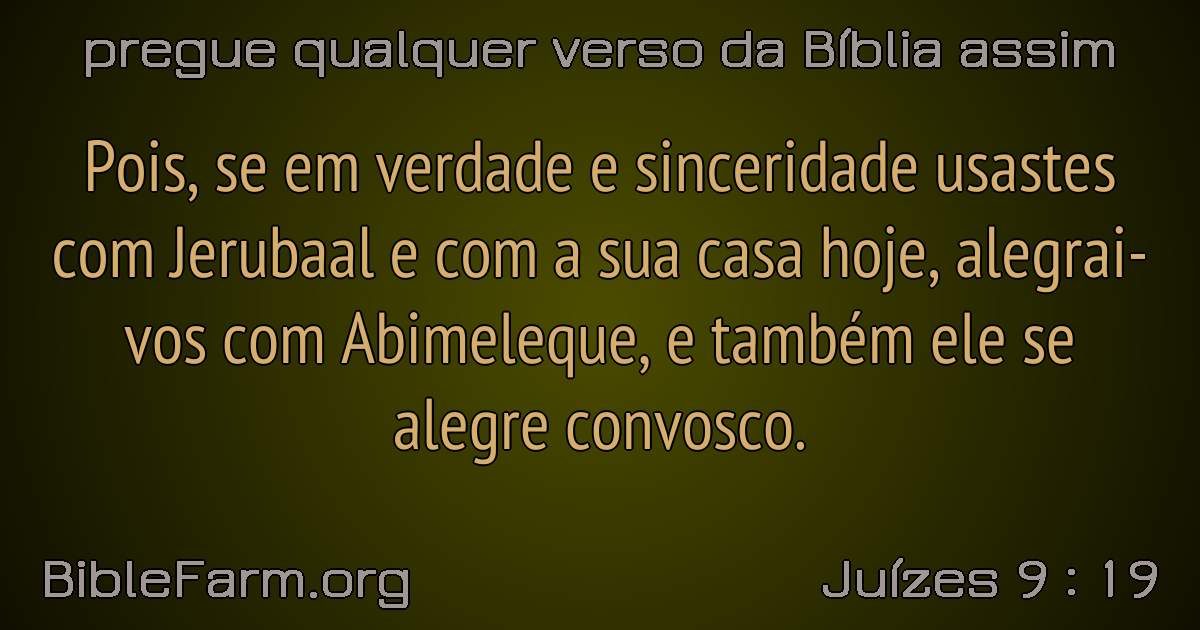 pregue qualquer verso da Bíblia assim
Pois, se em verdade e sinceridade usastes
com Jerubaal e com a sua casa hoje, alegrai-
vos com Abimeleque, e também ele se
alegre convosco.
BibleFarm.org
Juízes 9 : 19